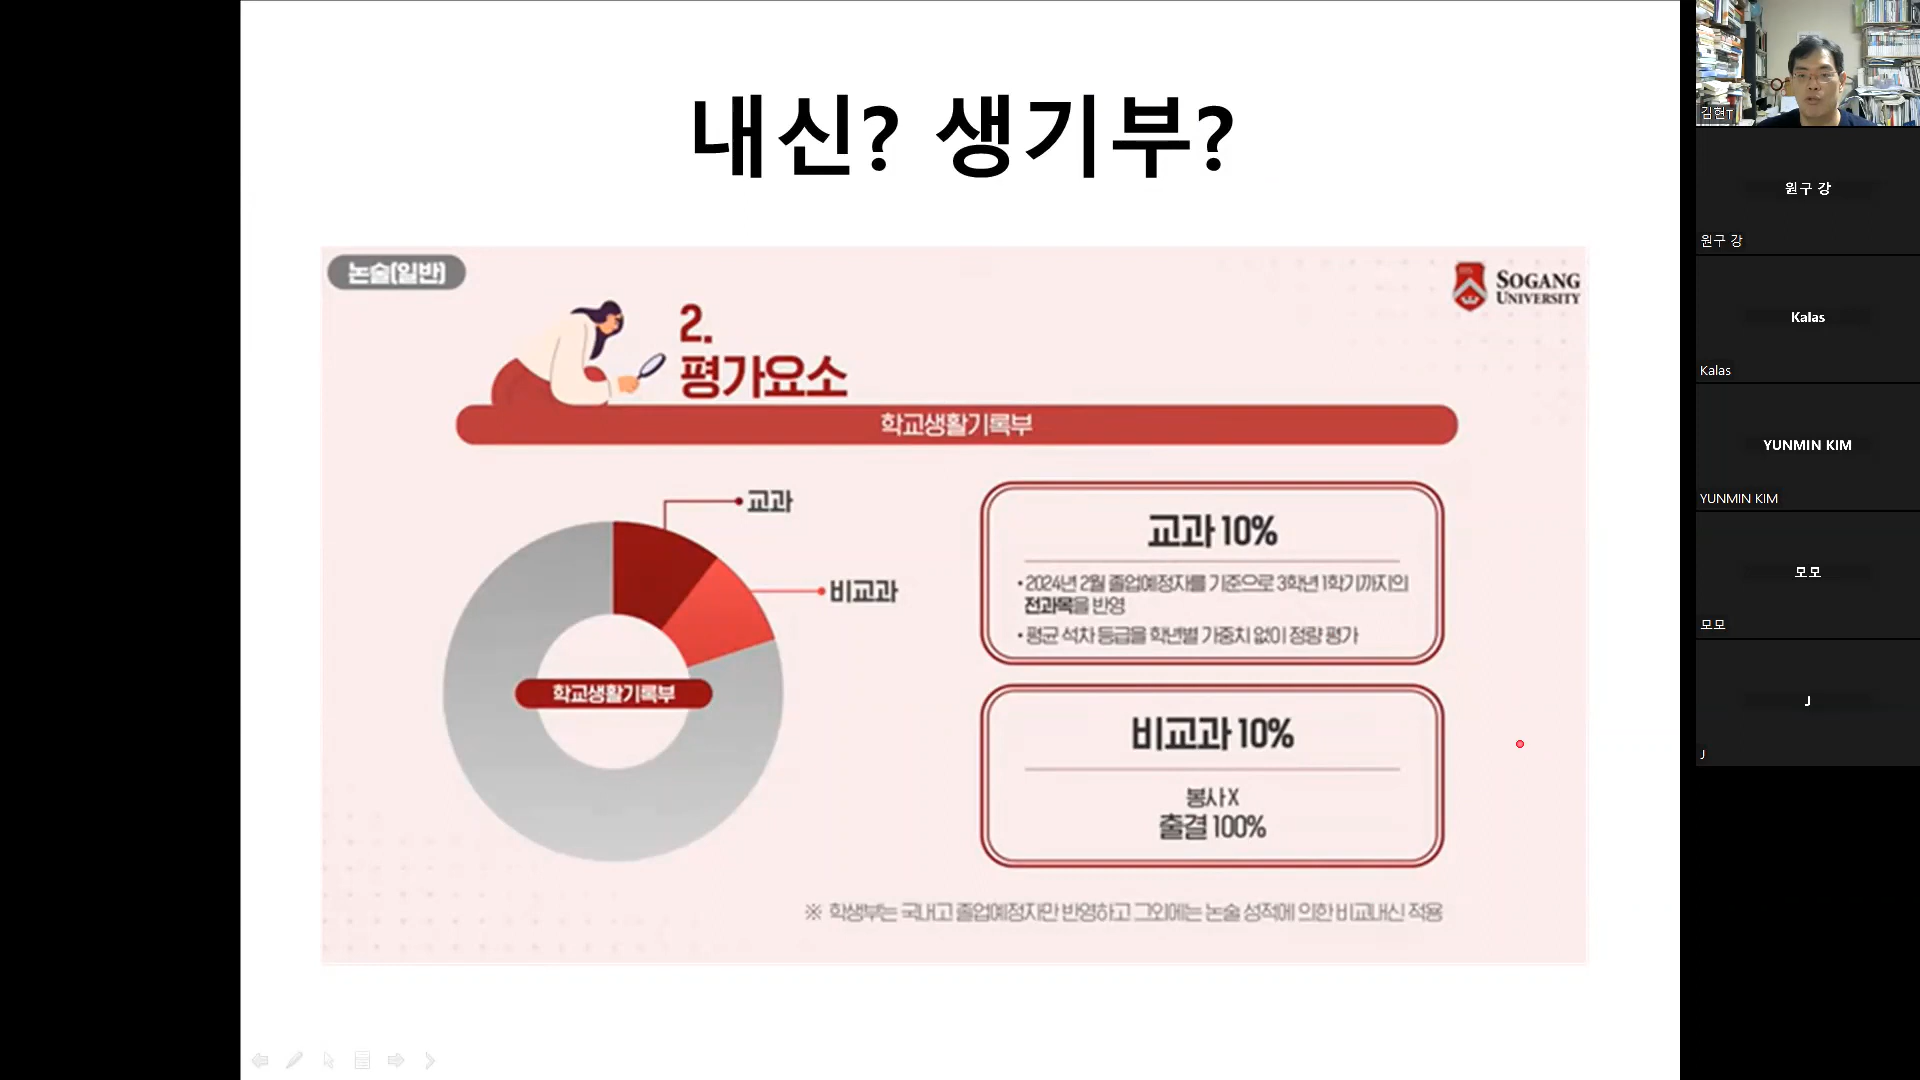 내신? 생기부?
논술(일반)
SOGANG
UNIVERSITY
2.
평가요소
학교생활기록부
교과
비교과
학교생활기록부
교과 10%
• 2024년 2월 졸업예정자를 기준으로 3학년 1학기까지의
전과목을 반영
• 평균 석차 등급을 학년별 가중치 없이 정량 평가
비교과 10%
봉사 X
출결 100%
※ 학생부는 국내고 졸업예정자만 반영하고 그외에는 논술 성적에 의한 비교내신 적용
김현T
원구 강
원구 강
Kalas
Kalas
YUNMIN KIM
YUNMIN KIM
모모
모모
J
J